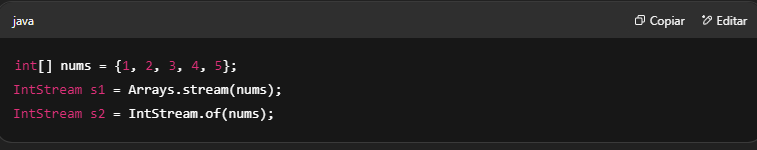 java Copiar Editar
int[] nums = {1, 2, 3, 4, 5};
IntStream s1 = Arrays.stream(nums);
IntStream s2 = IntStream.of(nums);